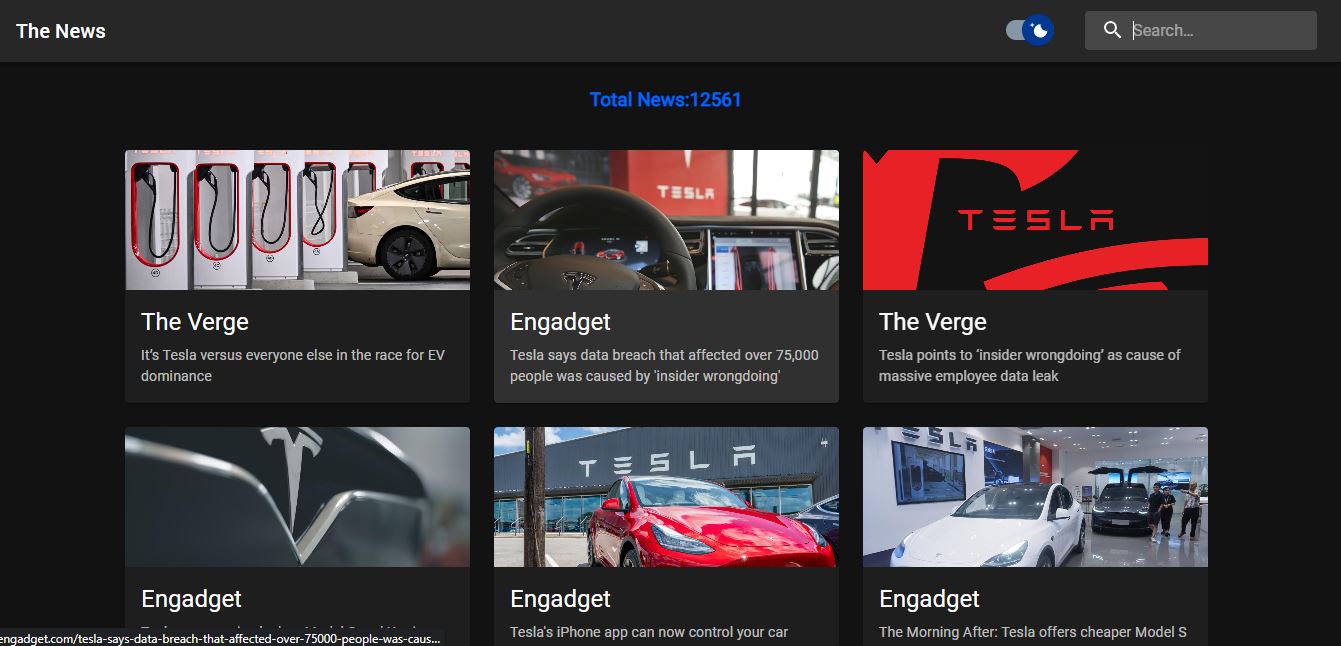 The News
Search...
Total News:12561
TESLA
TESLA
The Verge
It's Tesla versus everyone else in the race for EV
dominance
Engadget
Tesla says data breach that affected over 75,000
people was caused by 'insider wrongdoing'
The Verge
Tesla points to ‘insider wrongdoing’ as cause of
massive employee data leak
TESLA
Engadget
Engadget
Engadget
Tesla's iPhone app can now control your car
The Morning After: Tesla offers cheaper Model S
engadget.com/tesla-says-data-breach-that-affected-over-75000-people-was-caus...